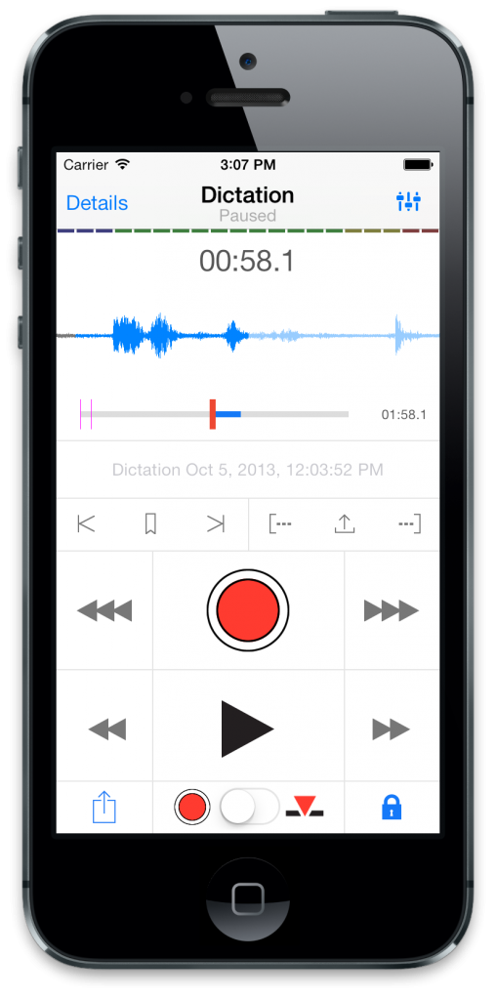 Carrier 3:07 PM
Details Dictation
Paused
00:58.1
01:58.1
Dictation Oct 5, 2013, 12:03:52 PM